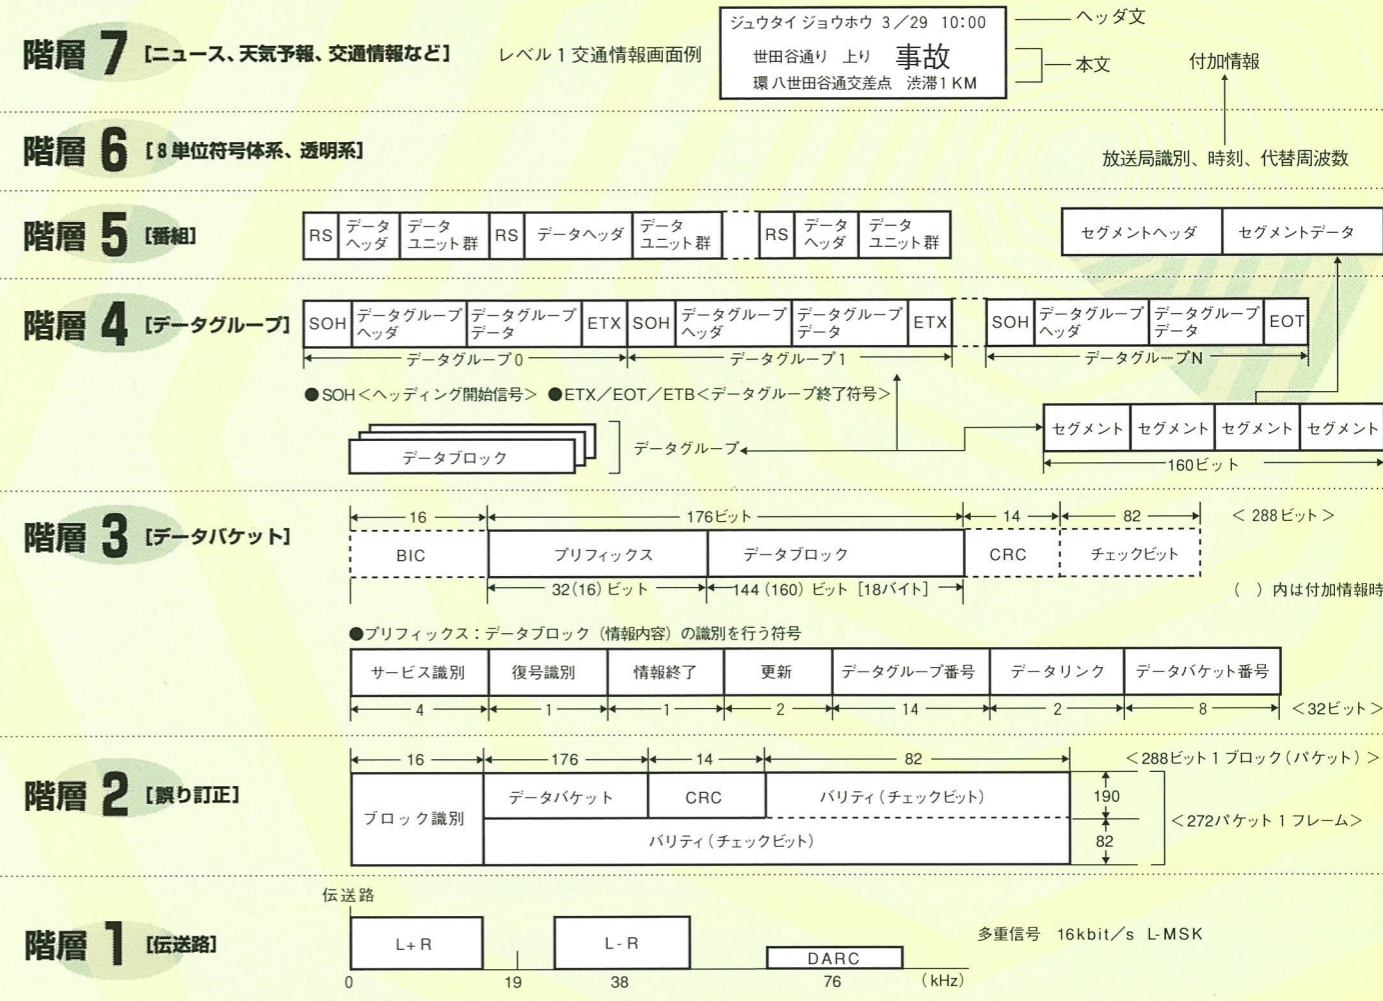 階層 7 [ニュース、天気予報、交通情報など]
レベル1交通情報画面例
ジュウタイ ジョウホウ 3／29 10:00
世田谷通り 上り 事故
環八世田谷通交差点 渋滞1KM
ヘッダ文
本文
付加情報
放送局識別、時刻、代替周波数
階層 6 [8単位符号体系、透明系]
階層 5 [番組]
RS
データ
ヘッダ
データ
ユニット群
RS
データヘッダ
データ
ユニット群
RS
データ
ヘッダ
データ
ユニット群
セグメントヘッダ
セグメントデータ
階層 4 [データグループ]
SOH
データグループ
ヘッダ
データグループ
データ
ETX
SOH
データグループ
ヘッダ
データグループ
データ
ETX
SOH
データグループ
ヘッダ
データグループ
データ
EOT
データグループ0
データグループ1
データグループN
●SOH＜ヘッディング開始信号＞ ●ETX／EOT／ETB＜データグループ終了符号＞
データブロック
データグループ
セグメント
セグメント
セグメント
セグメント
160ビット
階層 3 [データパケット]
16
176ビット
14
82
＜288ビット＞
BIC
プリフィックス
データブロック
CRC
チェックビット
32(16)ビット
144(160)ビット [18バイト]
（ ）内は付加情報時
●プリフィックス：データブロック（情報内容）の識別を行う符号
サービス識別
復号識別
情報終了
更新
データグループ番号
データリンク
データパケット番号
4
1
1
2
14
2
8
＜32ビット＞
階層 2 [誤り訂正]
16
176
14
82
＜288ビット1ブロック(パケット)＞
ブロック識別
データパケット
CRC
パリティ(チェックビット)
パリティ(チェックビット)
190
82
＜272パケット1フレーム＞
階層 1 [伝送路]
伝送路
L+R
L-R
DARC
0
19
38
76
(kHz)
多重信号 16kbit／s L-MSK